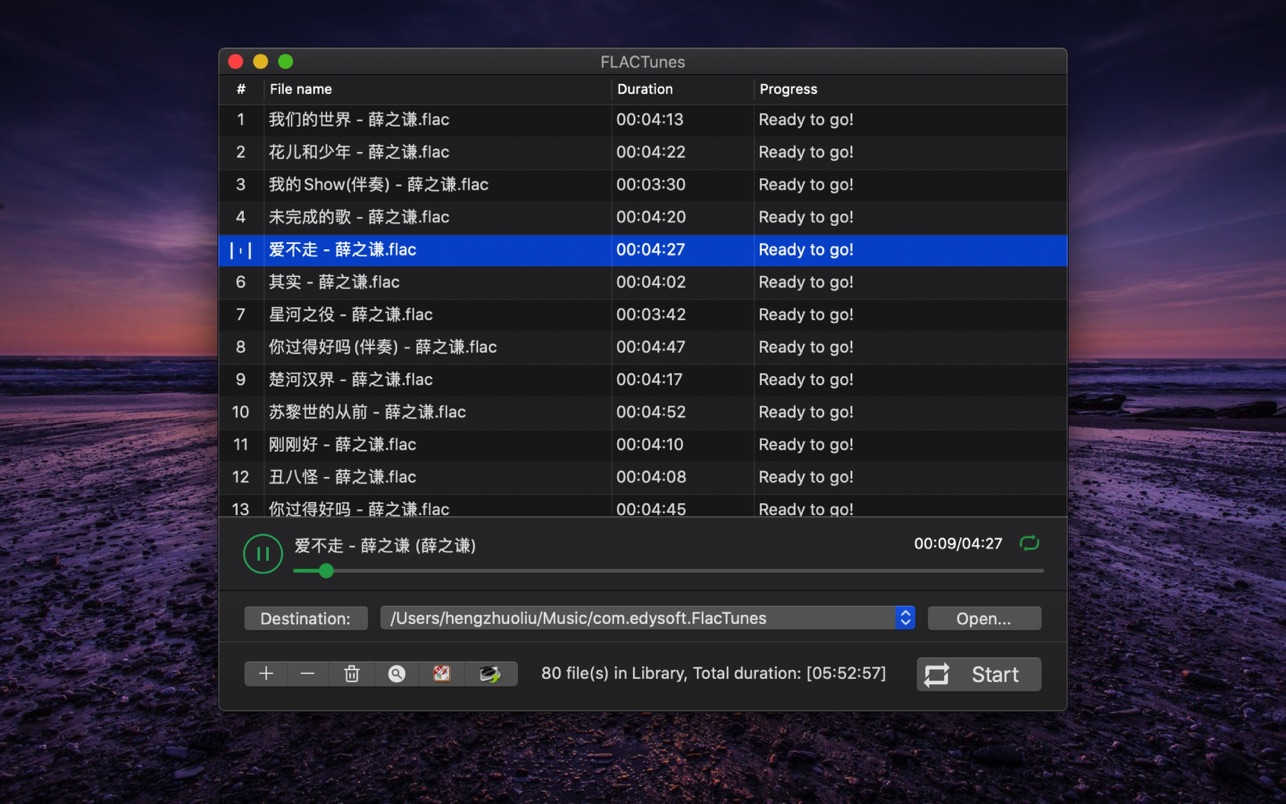 FLACTunes
# File name Duration Progress
1 我们的世界 - 薛之谦.flac 00:04:13 Ready to go!
2 花儿和少年 - 薛之谦.flac 00:04:22 Ready to go!
3 我的Show(伴奏) - 薛之谦.flac 00:03:30 Ready to go!
4 未完成的歌 - 薛之谦.flac 00:04:20 Ready to go!
爱不走 - 薛之谦.flac 00:04:27 Ready to go!
6 其实 - 薛之谦.flac 00:04:02 Ready to go!
7 星河之役 - 薛之谦.flac 00:03:42 Ready to go!
8 你过得好吗(伴奏) - 薛之谦.flac 00:04:47 Ready to go!
9 楚河汉界 - 薛之谦.flac 00:04:17 Ready to go!
10 苏黎世的从前 - 薛之谦.flac 00:04:52 Ready to go!
11 刚刚好 - 薛之谦.flac 00:04:10 Ready to go!
12 丑八怪 - 薛之谦.flac 00:04:08 Ready to go!
13 你过得好吗 - 薛之谦.flac 00:04:45 Ready to go!
爱不走 - 薛之谦 (薛之谦) 00:09/04:27
Destination: /Users/hengzhuoliu/Music/com.edysoft.FlacTunes Open...
80 file(s) in Library, Total duration: [05:52:57] Start